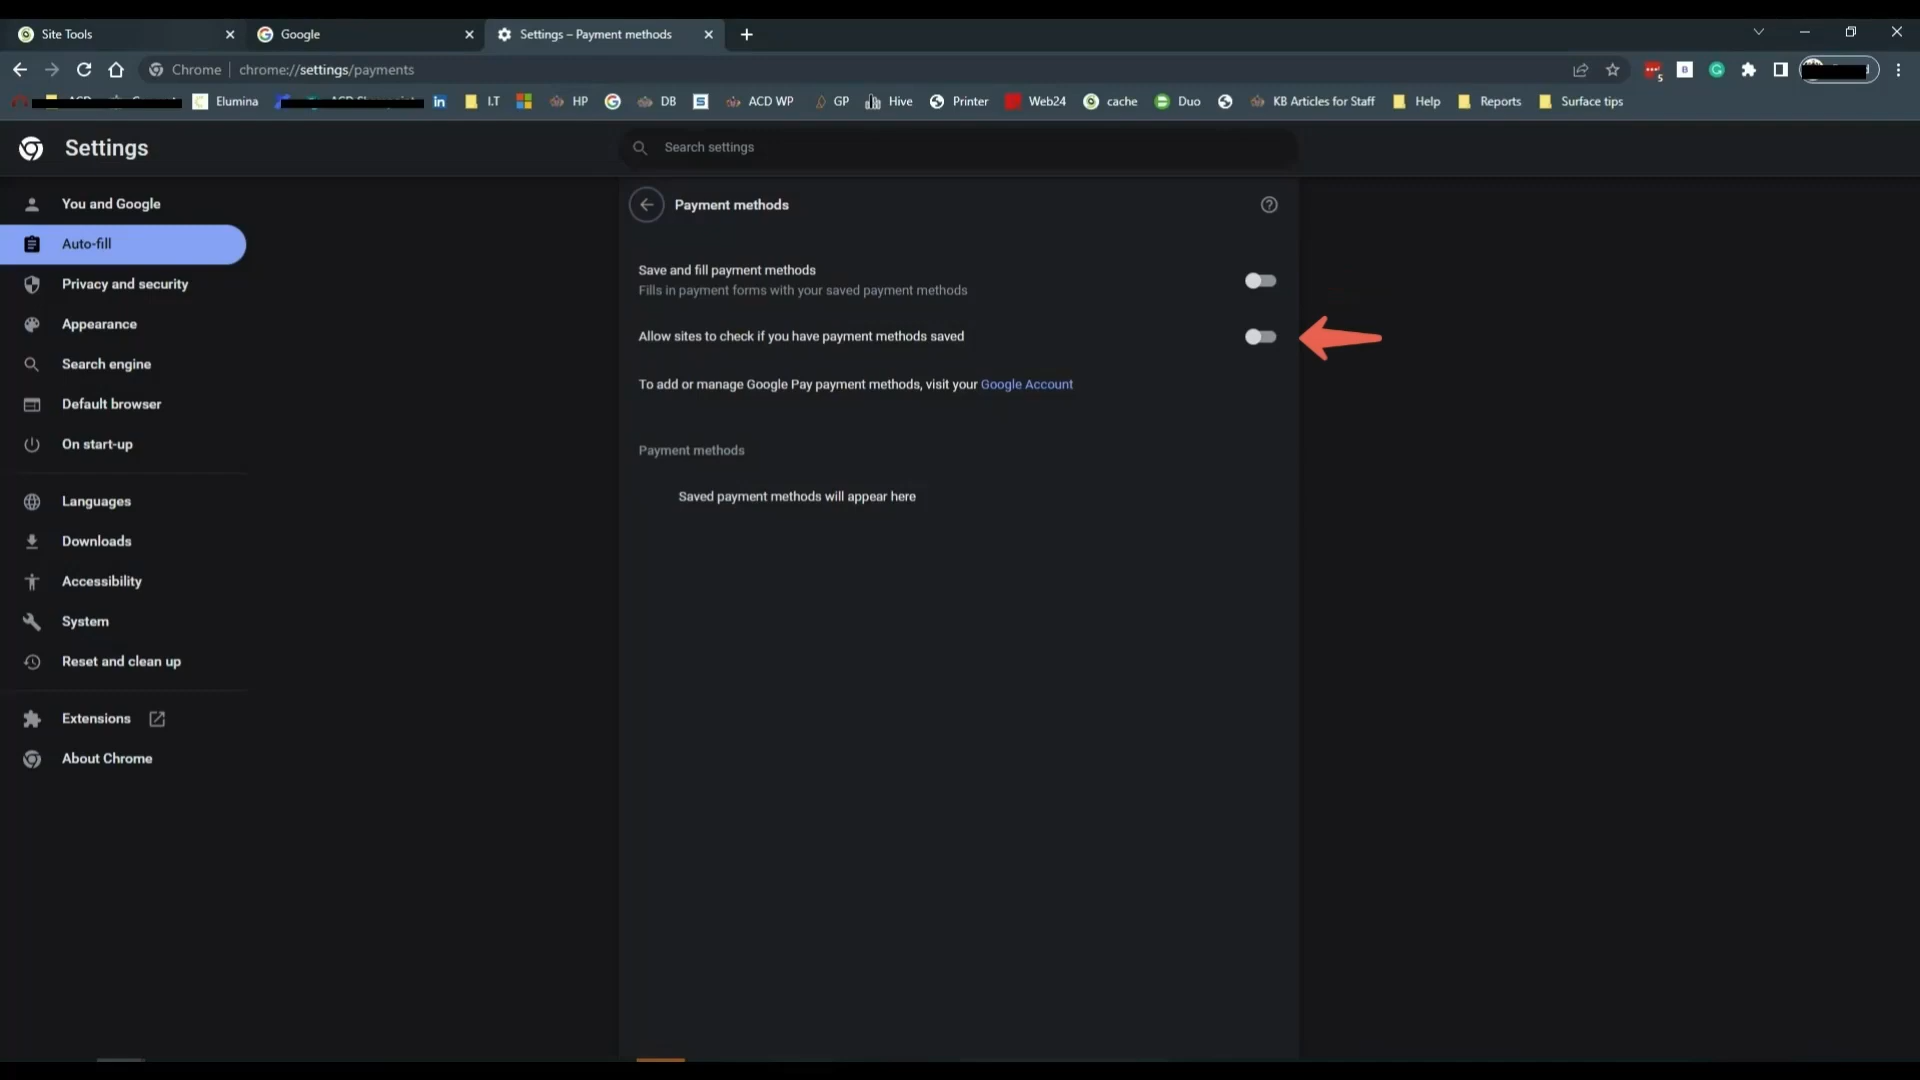 Site Tools
Google
Settings – Payment methods
Chrome
chrome://settings/payments
5
B
Elumina
in
I.T
HP
DB
S
ACD WP
GP
Hive
Printer
Web24
cache
Duo
KB Articles for Staff
Help
Reports
Surface tips
Settings
Search settings
You and Google
Auto-fill
Privacy and security
Appearance
Search engine
Default browser
On start-up
Languages
Downloads
Accessibility
System
Reset and clean up
Extensions
About Chrome
Payment methods
Save and fill payment methods
Fills in payment forms with your saved payment methods
Allow sites to check if you have payment methods saved
To add or manage Google Pay payment methods, visit your Google Account
Payment methods
Saved payment methods will appear here